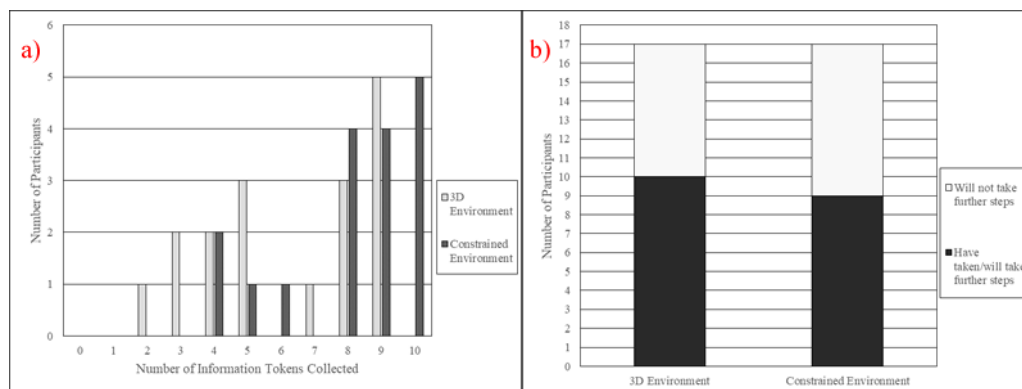 a)
6
5
4
3
2
1
0
Number of Participants
0 1 2 3 4 5 6 7 8 9 10
Number of Information Tokens Collected
3D
Environment
Constrained
Environment
b)
18
17
16
15
14
13
12
11
10
9
8
7
6
5
4
3
2
1
0
Number of Participants
3D Environment Constrained Environment
Will not take
further steps
Have
taken/will take
further steps